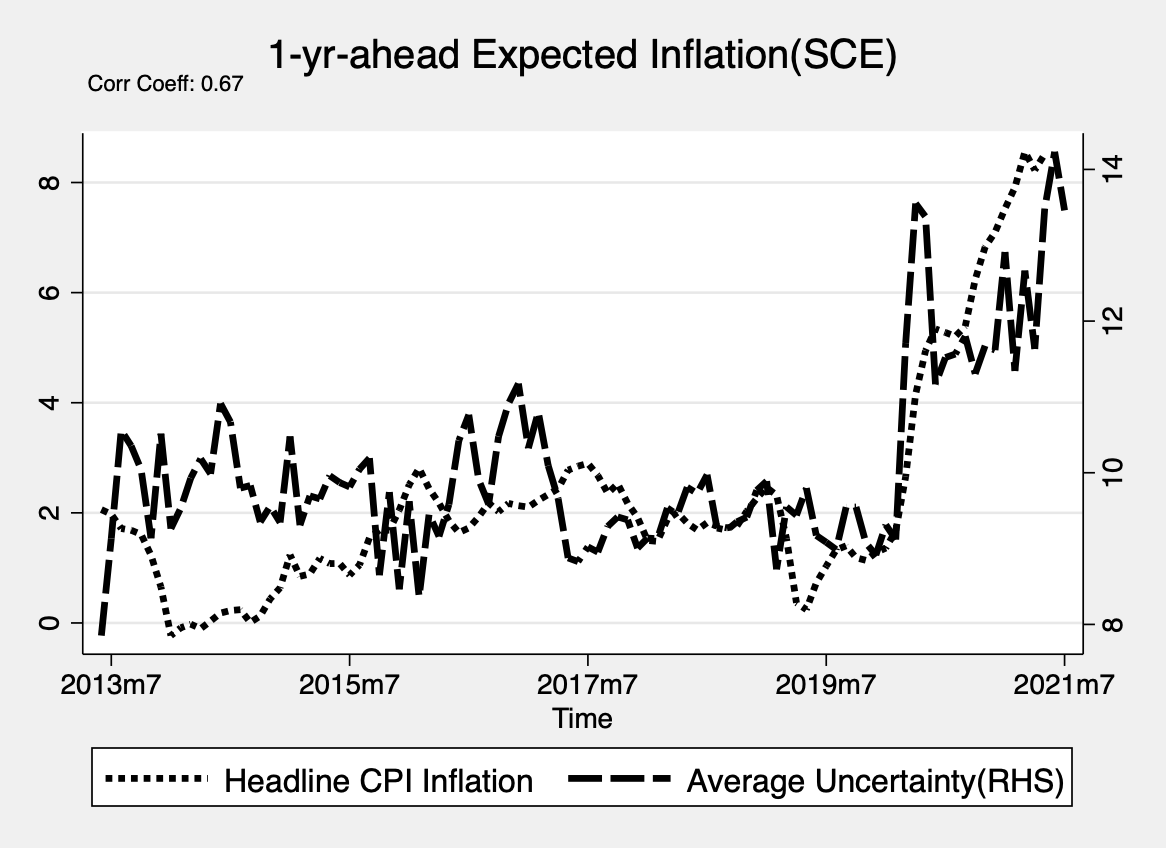 1-yr-ahead Expected Inflation(SCE)
Corr Coeff: 0.67
8
6
4
2
0
14
12
10
8
2013m7 2015m7 2017m7 2019m7 2021m7
Time
Headline CPI Inflation Average Uncertainty(RHS)